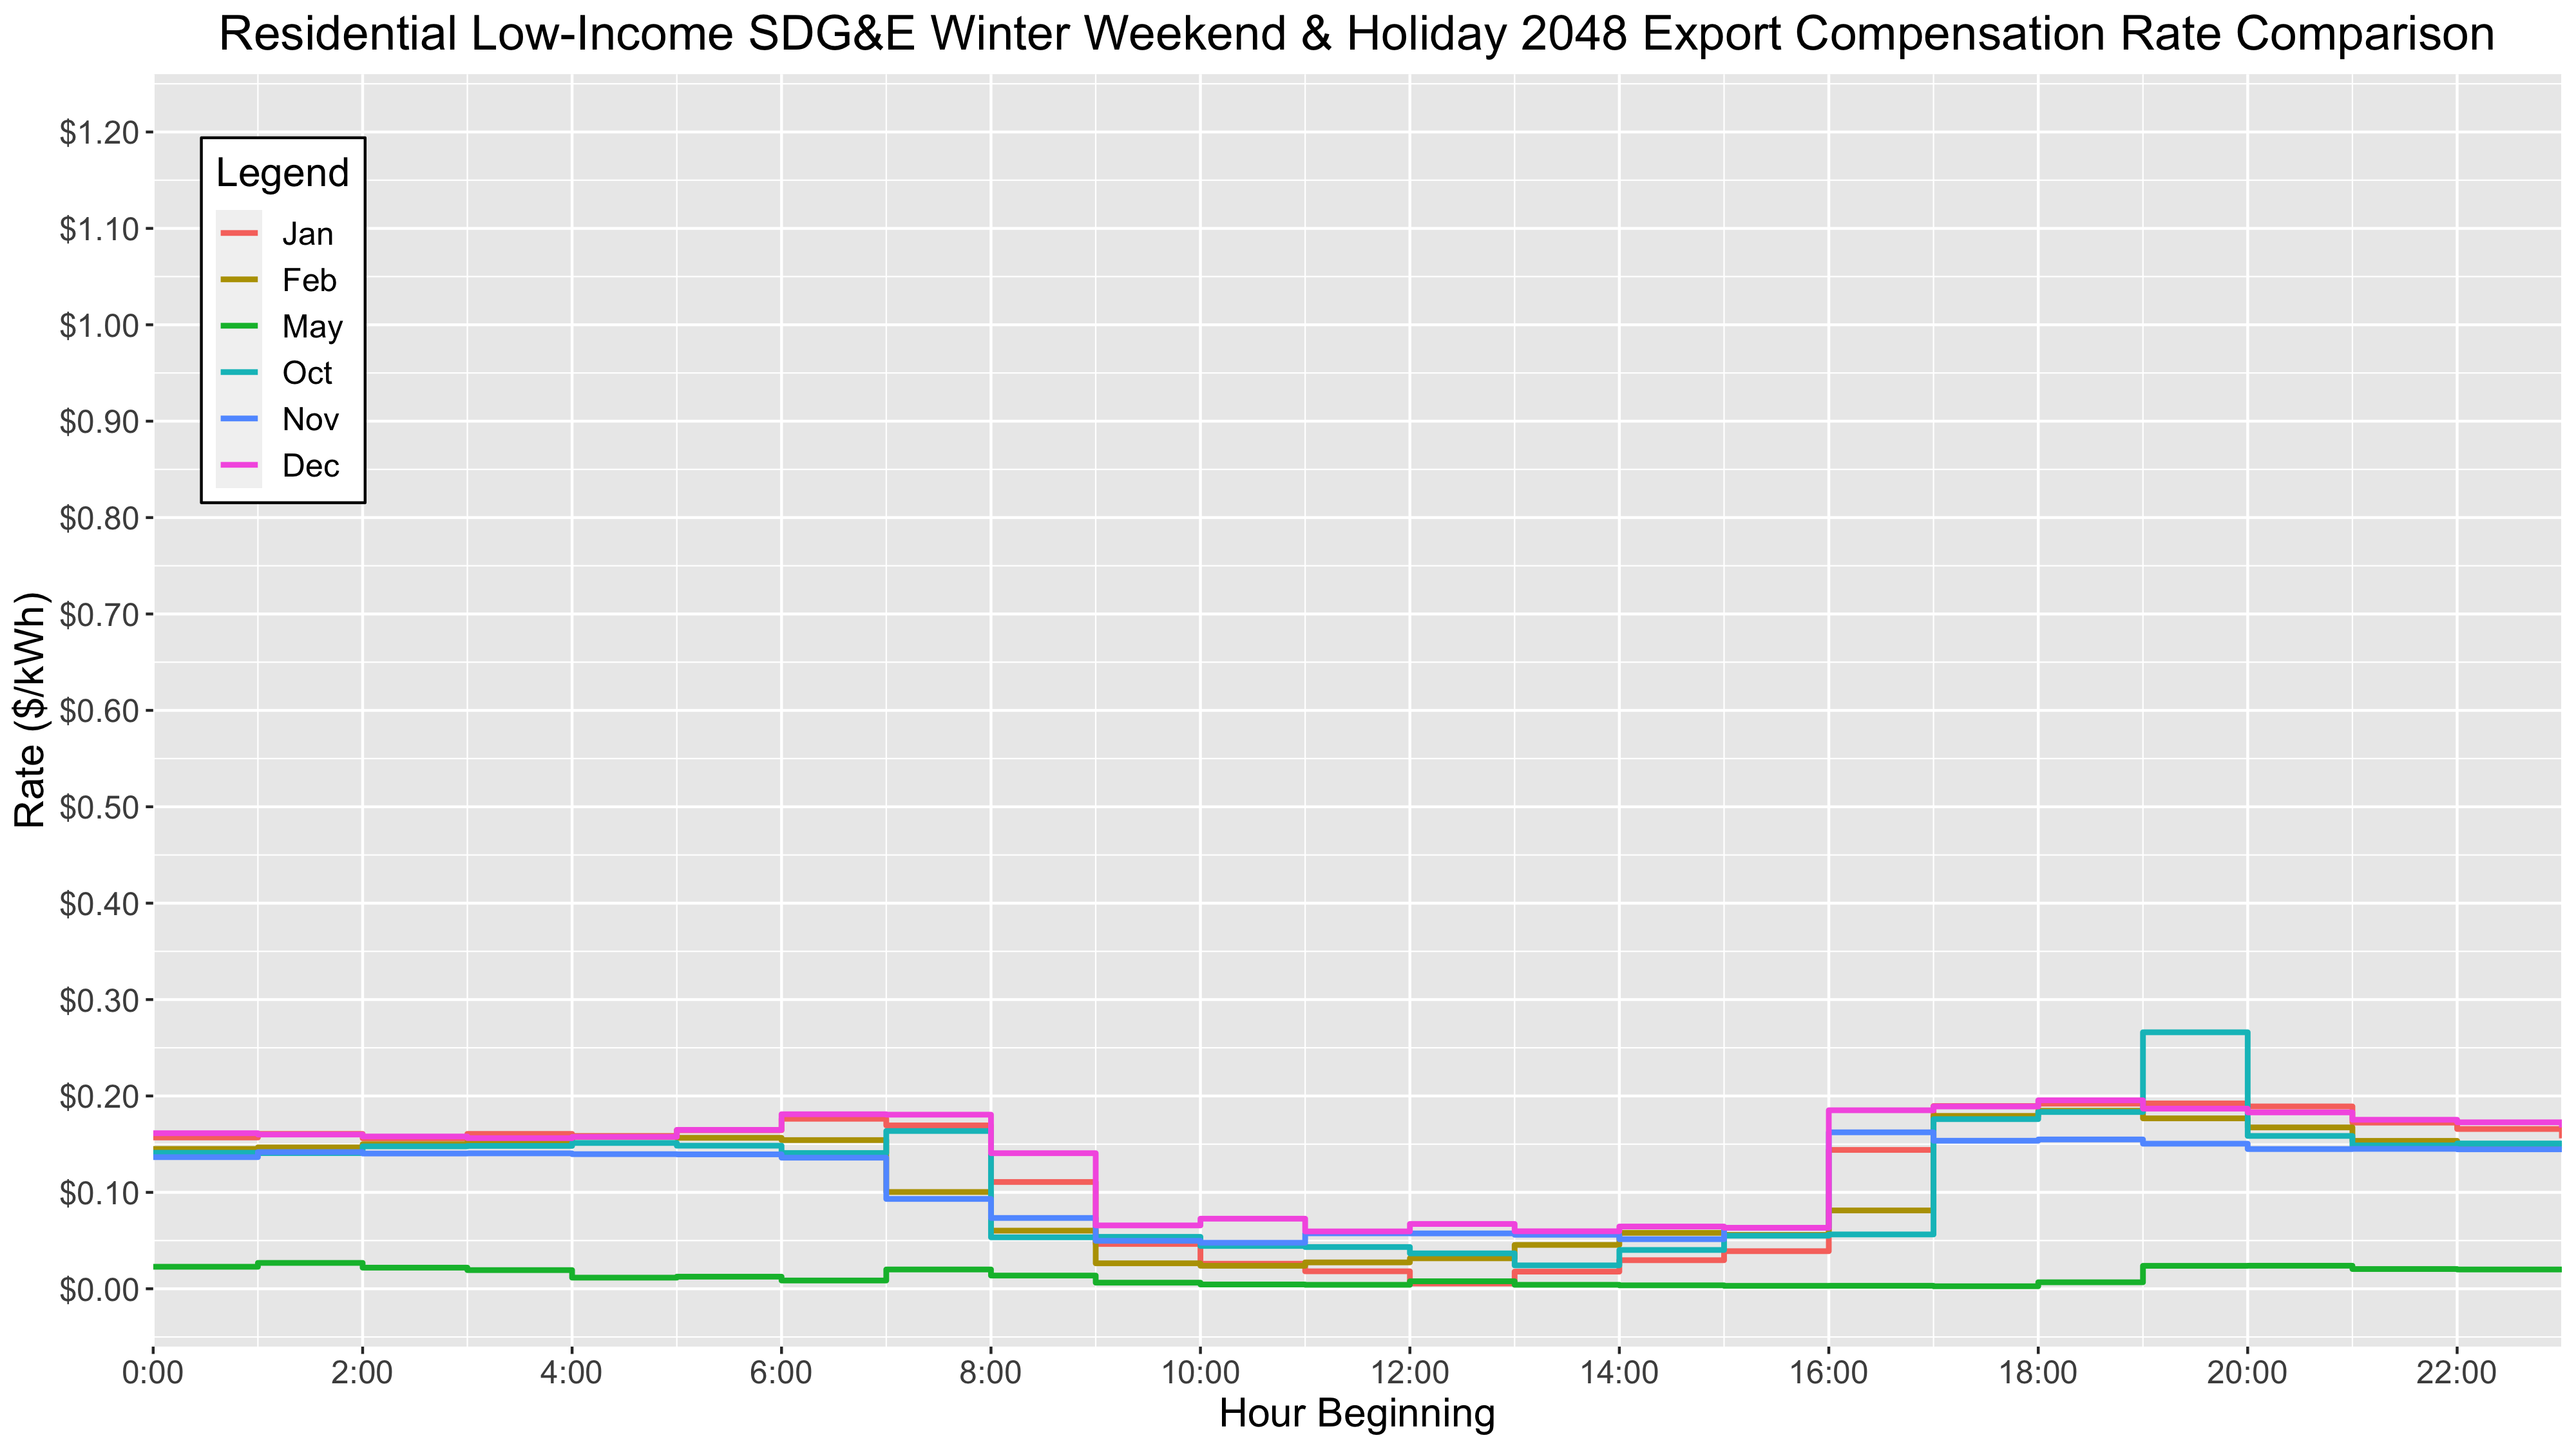 Residential Low-Income SDG&E Winter Weekend & Holiday 2048 Export Compensation Rate Comparison
Legend
Jan
Feb
May
Oct
Nov
Dec
Rate ($/kWh)
$1.20
$1.10
$1.00
$0.90
$0.80
$0.70
$0.60
$0.50
$0.40
$0.30
$0.20
$0.10
$0.00
0:00 2:00 4:00 6:00 8:00 10:00 12:00 14:00 16:00 18:00 20:00 22:00
Hour Beginning